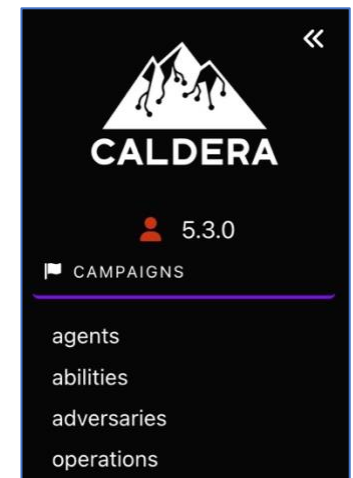 CALDERA
5.3.0
CAMPAIGNS
agents
abilities
adversaries
operations